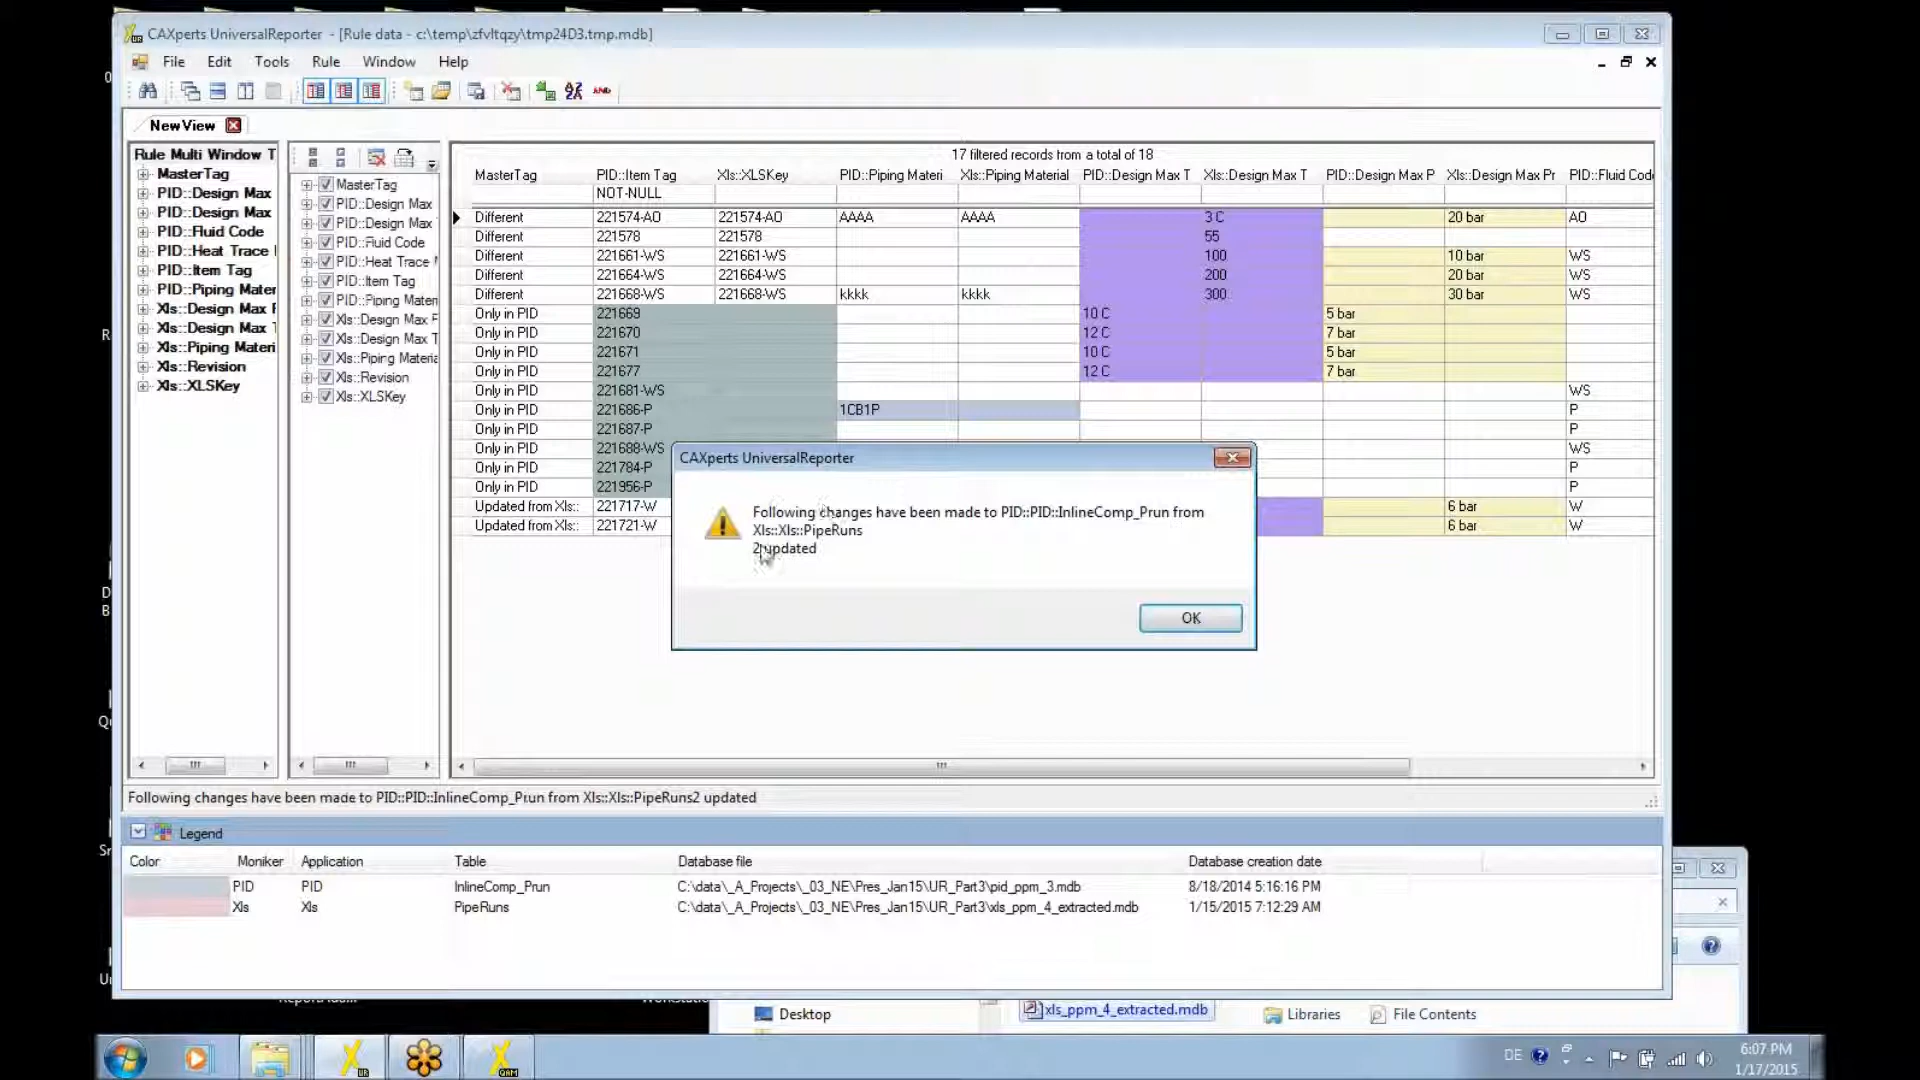 CAXperts UniversalReporter - [Rule data - c:\temp\zfvltqzy\tmp24D3.tmp.mdb]
File Edit Tools Rule Window Help
NewView
Rule Multi Window T
MasterTag
PID::Design Max
PID::Design Max
PID::Fluid Code
PID::Heat Trace
PID::Item Tag
PID::Piping Mater
Xls::Design Max F
Xls::Design Max T
Xls::Piping Materi
Xls::Revision
Xls::XLSKey
MasterTag
PID::Design Max
PID::Design Max
PID::Fluid Code
PID::Heat Trace
PID::Item Tag
PID::Piping Mater
Xls::Design Max F
Xls::Design Max T
Xls::Piping Materia
Xls::Revision
Xls::XLSKey
17 filtered records from a total of 18
MasterTag PID::Item Tag Xls::XLSKey PID::Piping Materi Xls::Piping Material PID::Design Max T Xls::Design Max T PID::Design Max P Xls::Design Max Pr PID::Fluid Cod
NOT-NULL
Different 221574-AO 221574-AO AAAA AAAA 3 C 20 bar AO
Different 221578 221578 55
Different 221661-WS 221661-WS 100 10 bar WS
Different 221664-WS 221664-WS 200 20 bar WS
Different 221668-WS 221668-WS kkkk kkkk 300 30 bar WS
Only in PID 221669 10 C 5 bar
Only in PID 221670 12 C 7 bar
Only in PID 221671 10 C 5 bar
Only in PID 221677 12 C 7 bar
Only in PID 221681-WS WS
Only in PID 221686-P 1CB1P P
Only in PID 221687-P P
Only in PID 221688-WS WS
Only in PID 221784-P P
Only in PID 221956-P P
Updated from Xls:: 221717-W 6 bar W
Updated from Xls:: 221721-W 6 bar W
CAXperts UniversalReporter
Following changes have been made to PID::PID::InlineComp_Prun from
Xls::Xls::PipeRuns
2 updated
OK
Following changes have been made to PID::PID::InlineComp_Prun from Xls::Xls::PipeRuns2 updated
Legend
Color Moniker Application Table Database file Database creation date
PID PID InlineComp_Prun C:\data\_A_Projects\_03_NE\Pres_Jan15\UR_Part3\pid_ppm_3.mdb 8/18/2014 5:16:16 PM
Xls Xls PipeRuns C:\data\_A_Projects\_03_NE\Pres_Jan15\UR_Part3\xls_ppm_4_extracted.mdb 1/15/2015 7:12:29 AM
Desktop xls_ppm_4_extracted.mdb Libraries File Contents
UR QAM
DE 6:07 PM
1/17/2015